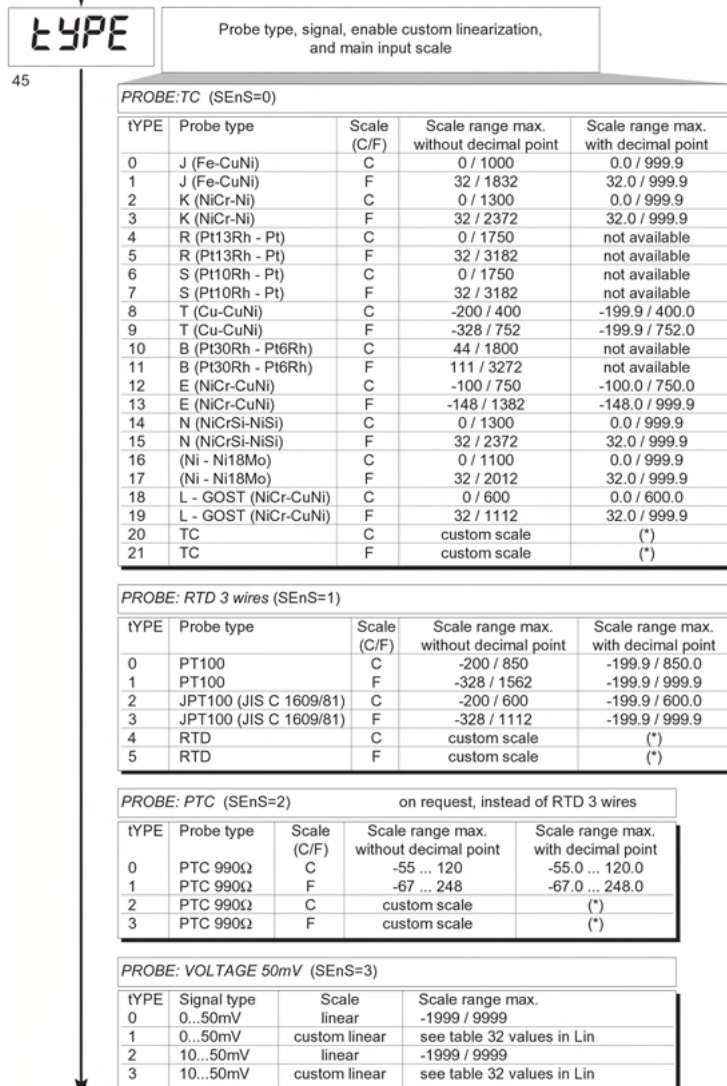 tYPE
45
Probe type, signal, enable custom linearization,
and main input scale
PROBE:TC (SEnS=0)
tYPE Probe type Scale Scale range max. Scale range max.
(C/F) without decimal point with decimal point
0 J (Fe-CuNi) C 0 / 1000 0.0 / 999.9
1 J (Fe-CuNi) F 32 / 1832 32.0 / 999.9
2 K (NiCr-Ni) C 0 / 1300 0.0 / 999.9
3 K (NiCr-Ni) F 32 / 2372 32.0 / 999.9
4 R (Pt13Rh - Pt) C 0 / 1750 not available
5 R (Pt13Rh - Pt) F 32 / 3182 not available
6 S (Pt10Rh - Pt) C 0 / 1750 not available
7 S (Pt10Rh - Pt) F 32 / 3182 not available
8 T (Cu-CuNi) C -200 / 400 -199.9 / 400.0
9 T (Cu-CuNi) F -328 / 752 -199.9 / 752.0
10 B (Pt30Rh - Pt6Rh) C 44 / 1800 not available
11 B (Pt30Rh - Pt6Rh) F 111 / 3272 not available
12 E (NiCr-CuNi) C -100 / 750 -100.0 / 750.0
13 E (NiCr-CuNi) F -148 / 1382 -148.0 / 999.9
14 N (NiCrSi-NiSi) C 0 / 1300 0.0 / 999.9
15 N (NiCrSi-NiSi) F 32 / 2372 32.0 / 999.9
16 (Ni - Ni18Mo) C 0 / 1100 0.0 / 999.9
17 (Ni - Ni18Mo) F 32 / 2012 32.0 / 999.9
18 L - GOST (NiCr-CuNi) C 0 / 600 0.0 / 600.0
19 L - GOST (NiCr-CuNi) F 32 / 1112 32.0 / 999.9
20 TC C custom scale (*)
21 TC F custom scale (*)
PROBE: RTD 3 wires (SEnS=1)
tYPE Probe type Scale Scale range max. Scale range max.
(C/F) without decimal point with decimal point
0 PT100 C -200 / 850 -199.9 / 850.0
1 PT100 F -328 / 1562 -199.9 / 999.9
2 JPT100 (JIS C 1609/81) C -200 / 600 -199.9 / 600.0
3 JPT100 (JIS C 1609/81) F -328 / 1112 -199.9 / 999.9
4 RTD C custom scale (*)
5 RTD F custom scale (*)
PROBE: PTC (SEnS=2) on request, instead of RTD 3 wires
tYPE Probe type Scale Scale range max. Scale range max.
(C/F) without decimal point with decimal point
0 PTC 990Ω C -55 ... 120 -55.0 ... 120.0
1 PTC 990Ω F -67 ... 248 -67.0 ... 248.0
2 PTC 990Ω C custom scale (*)
3 PTC 990Ω F custom scale (*)
PROBE: VOLTAGE 50mV (SEnS=3)
tYPE Signal type Scale Scale range max.
0 0...50mV linear -1999 / 9999
1 0...50mV custom linear see table 32 values in Lin
2 10...50mV linear -1999 / 9999
3 10...50mV custom linear see table 32 values in Lin